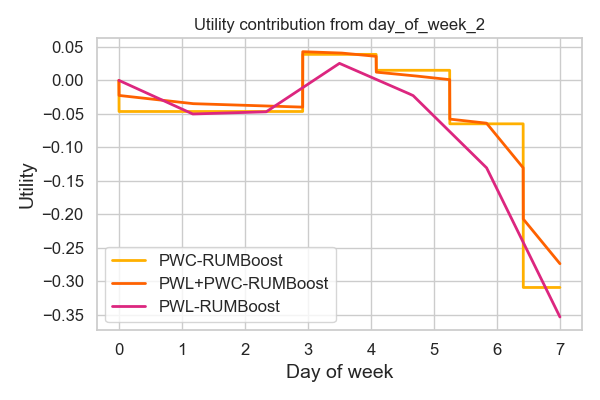 Utility contribution from day_of_week_2
Utility
0.05
0.00
−0.05
−0.10
−0.15
−0.20
−0.25
−0.30
−0.35
PWC-RUMBoost
PWL+PWC-RUMBoost
PWL-RUMBoost
0 1 2 3 4 5 6 7
Day of week